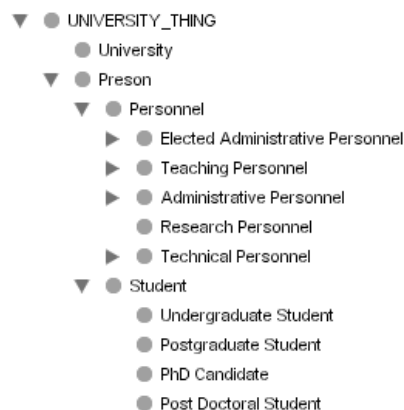 UNIVERSITY_THING
University
Preson
Personnel
Elected Administrative Personnel
Teaching Personnel
Administrative Personnel
Research Personnel
Technical Personnel
Student
Undergraduate Student
Postgraduate Student
PhD Candidate
Post Doctoral Student